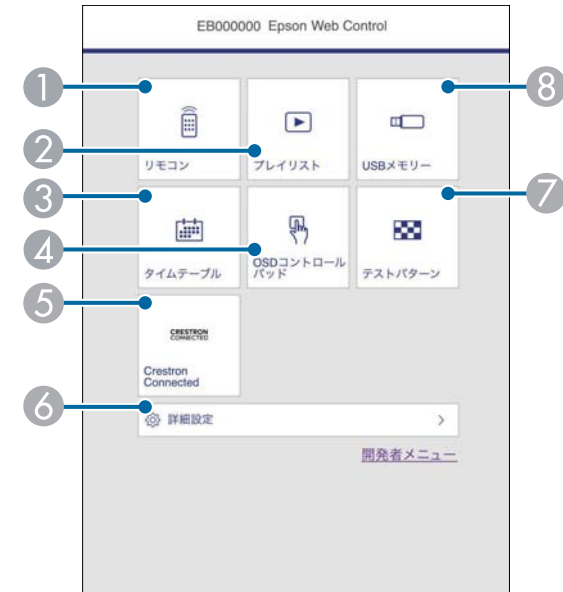 EB000000 Epson Web Control
1
8
リモコン
2
プレイリスト
USBメモリー
3
7
タイムテーブル
4
OSDコントロール
パッド
テストパターン
5
CRESTRON
CONNECTED
Crestron
Connected
6
詳細設定
開発者メニュー